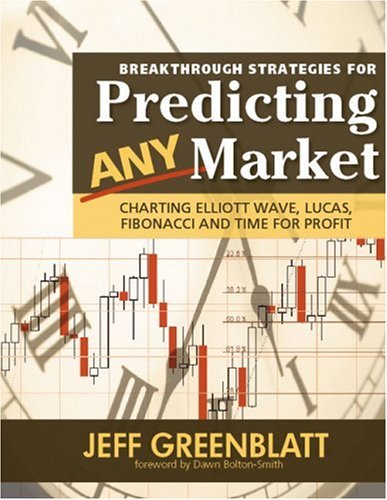 BREAKTHROUGH STRATEGIES FOR
Predicting
ANY Market
CHARTING ELLIOTT WAVE, LUCAS,
FIBONACCI AND TIME FOR PROFIT
JEFF GREENBLATT
foreword by Dawn Bolton-Smith